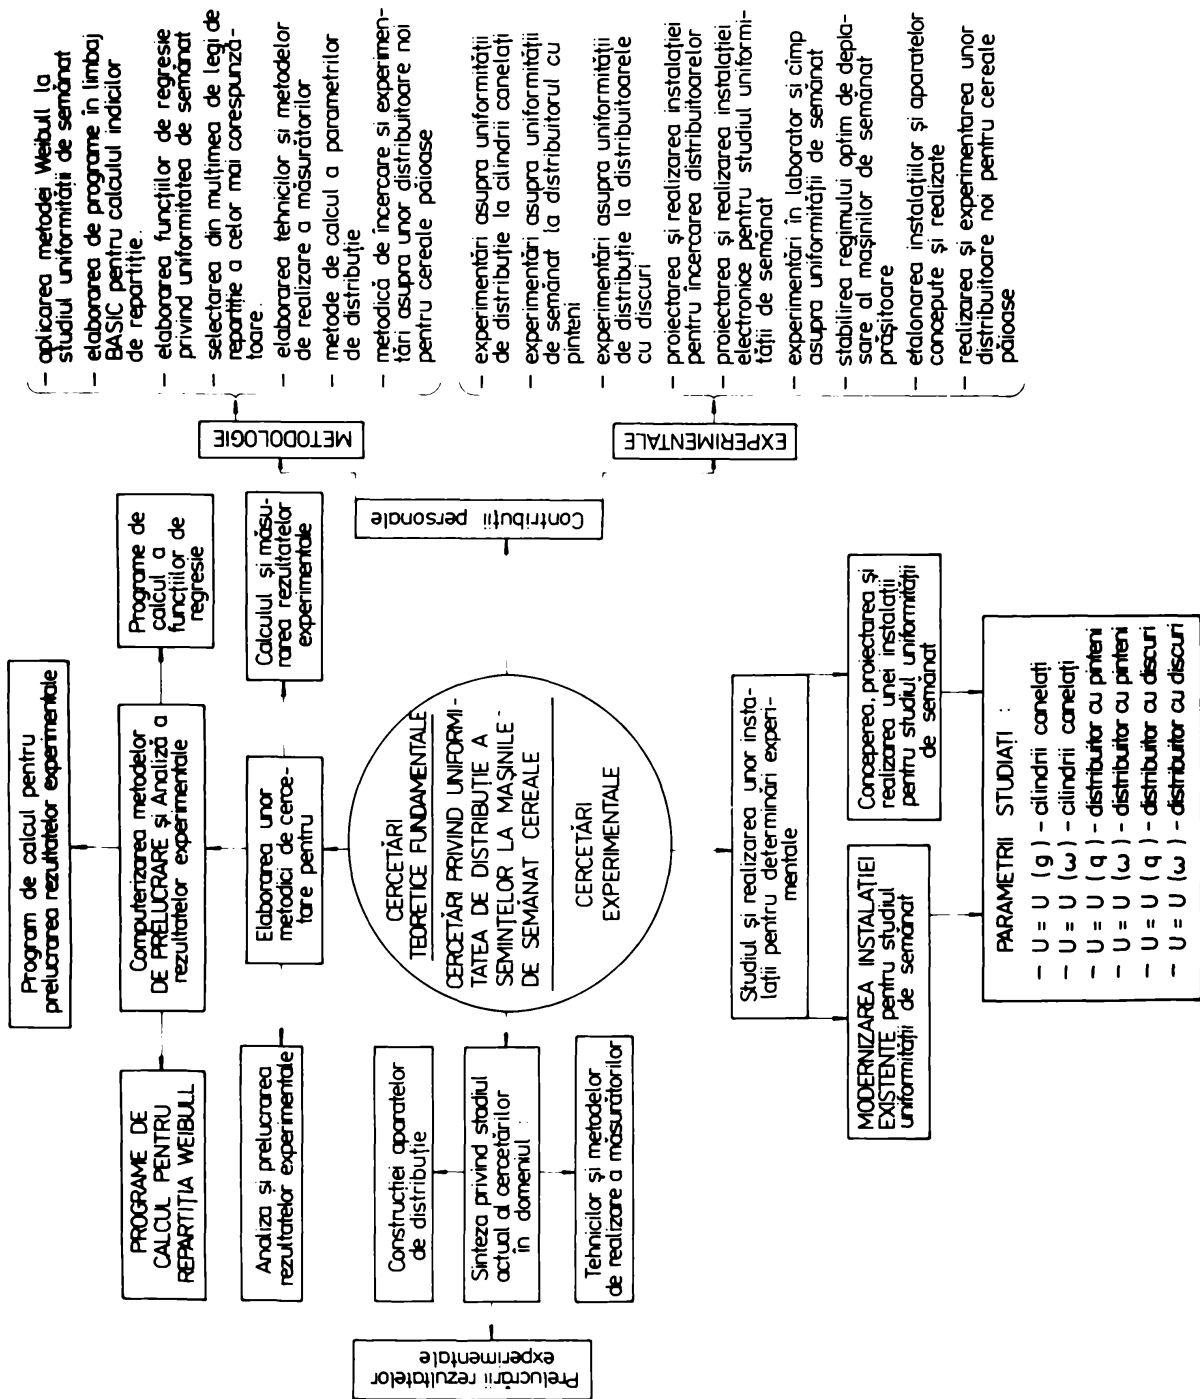 Program de calcul pentru
prelucrarea rezultatelor experimentale
PROGRAME DE
CALCUL PENTRU
REPARTIȚIA WEIBULL
Computerizarea metodelor
DE PRELUCRARE și Analiză a
rezultatelor experimentale
Programe de
calcul a
funcțiilor de
regresie
Analiza si prelucrarea
rezultatelor experimentale
Elaborarea unor
metodici de cerce-
tare pentru
Calculul și măsu-
rarea rezultatelor
experimentale
Prelucrării rezultatelor
experimentale
Construcției aparatelor
de distribuție
Sinteza privind stadiul
actual al cercetărilor
în domeniul :
Tehnicilor și metodelor
de realizare a măsurătorilor
CERCETĂRI
TEORETICE FUNDAMENTALE
CERCETĂRI PRIVIND UNIFORMI-
TATEA DE DISTRIBUȚIE A
SEMINȚELOR LA MAȘINILE -
DE SEMĂNAT CEREALE
CERCETĂRI
EXPERIMENTALE
Contribuții personale
METODOLOGIE
EXPERIMENTALE
- aplicarea metodei Weibull la
studiul uniformității de semănat
- elaborarea de programe în limbaj
BASIC pentru calculul indicilor
de repartiție.
- elaborarea funcțiilor de regresie
privind uniformitatea de semănat
- selectarea din mulțimea de legi de
repartiție a celor mai corespunză-
toare.
- elaborarea tehnicilor si metodelor
de realizare a măsurătorilor
- metode de calcul a parametrilor
de distribuție
- metodică de încercare si experimen-
tări asupra unor distribuitoare noi
pentru cereale păioase
- experimentări asupra uniformității
de distribuție la cilindrii canelați
- experimentări asupra uniformității
de semănat la distribuitorul cu
pinteni
- experimentări asupra uniformității
de distribuție la distribuitoarele
cu discuri
- proiectarea și realizarea instalației
pentru încercarea distribuitoarelor
- proiectarea și realizarea instalației
electronice pentru studiul uniformi-
tății de semănat
- experimentări în laborator si cîmp
asupra uniformității de semănat
- stabilirea regimului optim de depla-
sare al mașinilor de semănat
prășitoare
- etalonarea instalațiilor și aparatelor
concepute și realizate
- realizarea și experimentarea unor
distribuitoare noi pentru cereale
păioase
Studiul și realizarea unor insta-
lații pentru determinări experi-
mentale
MODERNIZAREA INSTALAȚIEI
EXISTENTE pentru studiul
uniformității de semănat
Conceperea, proiectarea și
realizarea unei instalații
pentru studiul uniformității
de semănat
PARAMETRII STUDIAȚI :
- U = U (g) - cilindrii canelați
- U = U (ω) - cilindrii canelați
- U = U (q) - distribuitor cu pinteni
- U = U (ω) - distribuitor cu pinteni
- U = U (q) - distribuitor cu discuri
- U = U (ω) - distribuitor cu discuri